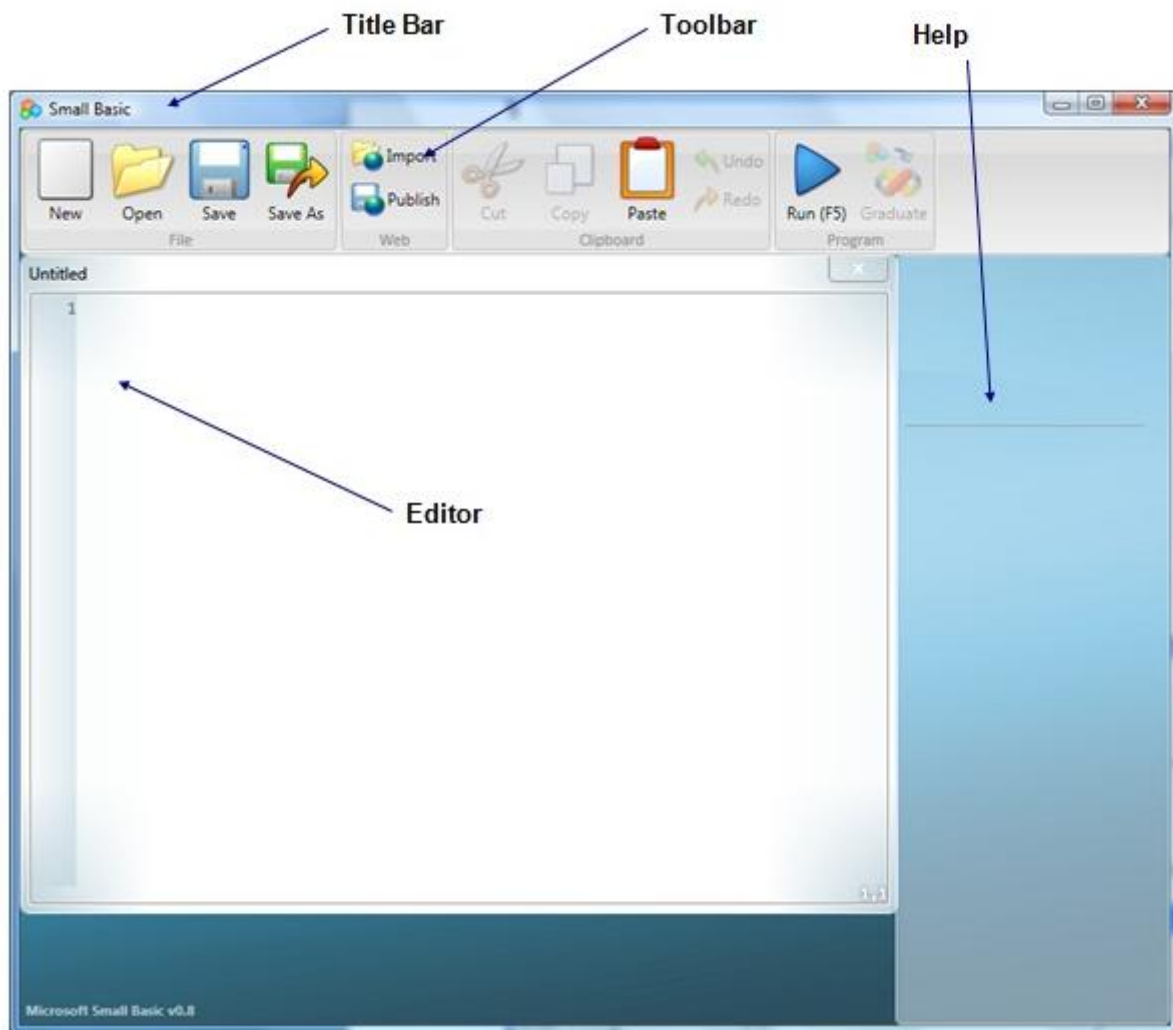 Title Bar
Toolbar
Help
Small Basic
New
Open
Save
Save As
File
Import
Publish
Web
Cut
Copy
Paste
Undo
Redo
Clipboard
Run (F5)
Graduate
Program
Untitled
1
Editor
1,1
Microsoft Small Basic v0.8